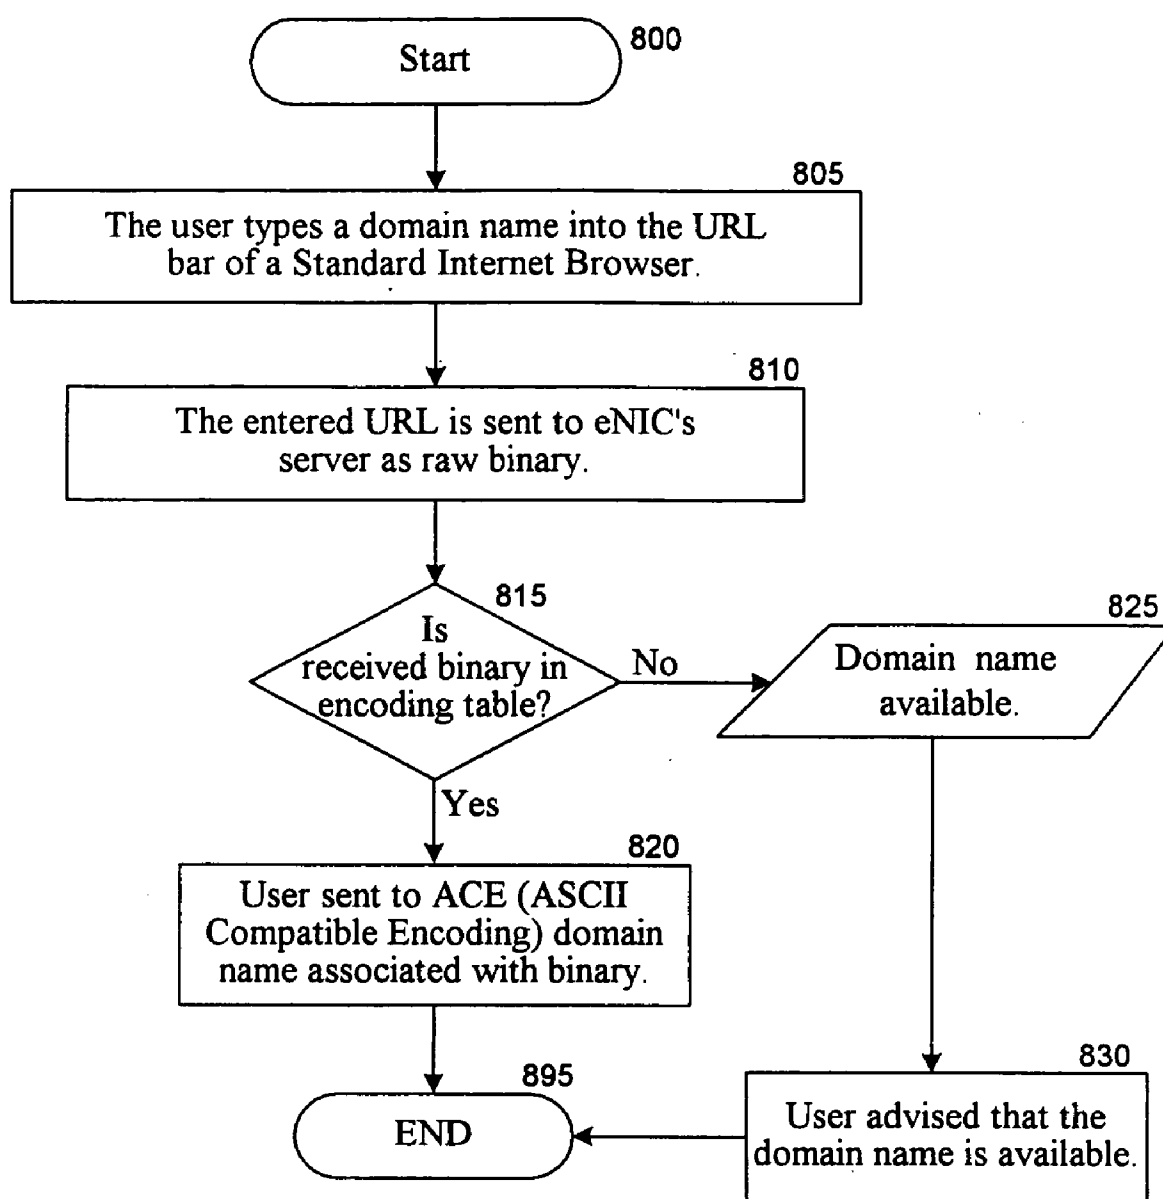 800
Start
805
The user types a domain name into the URL
bar of a Standard Internet Browser.
810
The entered URL is sent to eNIC's
server as raw binary.
815
Is
received binary in
encoding table?
No
825
Domain name
available.
Yes
820
User sent to ACE (ASCII
Compatible Encoding) domain
name associated with binary.
895
END
830
User advised that the
domain name is available.